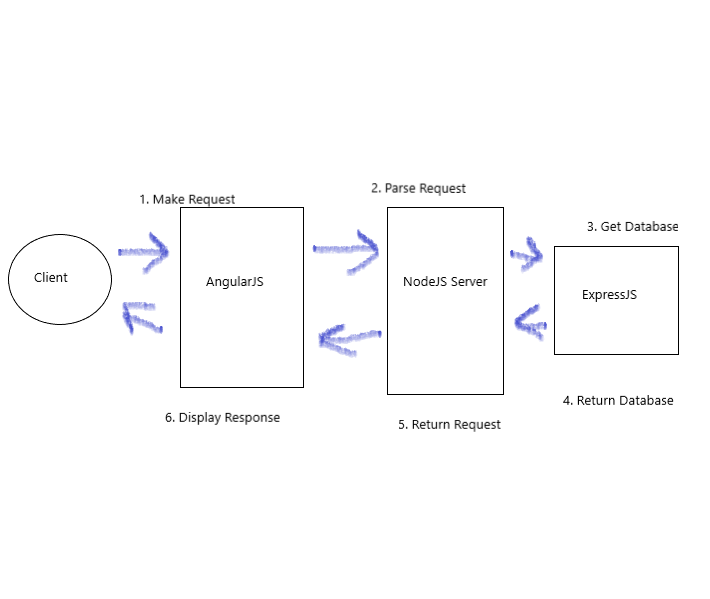 1. Make Request
2. Parse Request
3. Get Database
Client
AngularJS
NodeJS Server
ExpressJS
4. Return Database
6. Display Response
5. Return Request